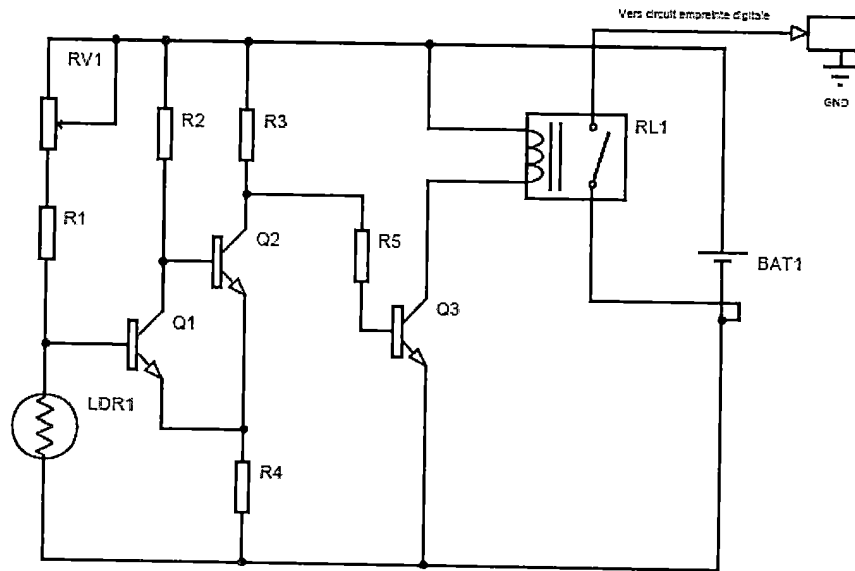 Vers circuit empreinte digitale
GND
RV1
R2
R3
RL1
R1
Q2
R5
BAT1
Q1
Q3
LDR1
R4